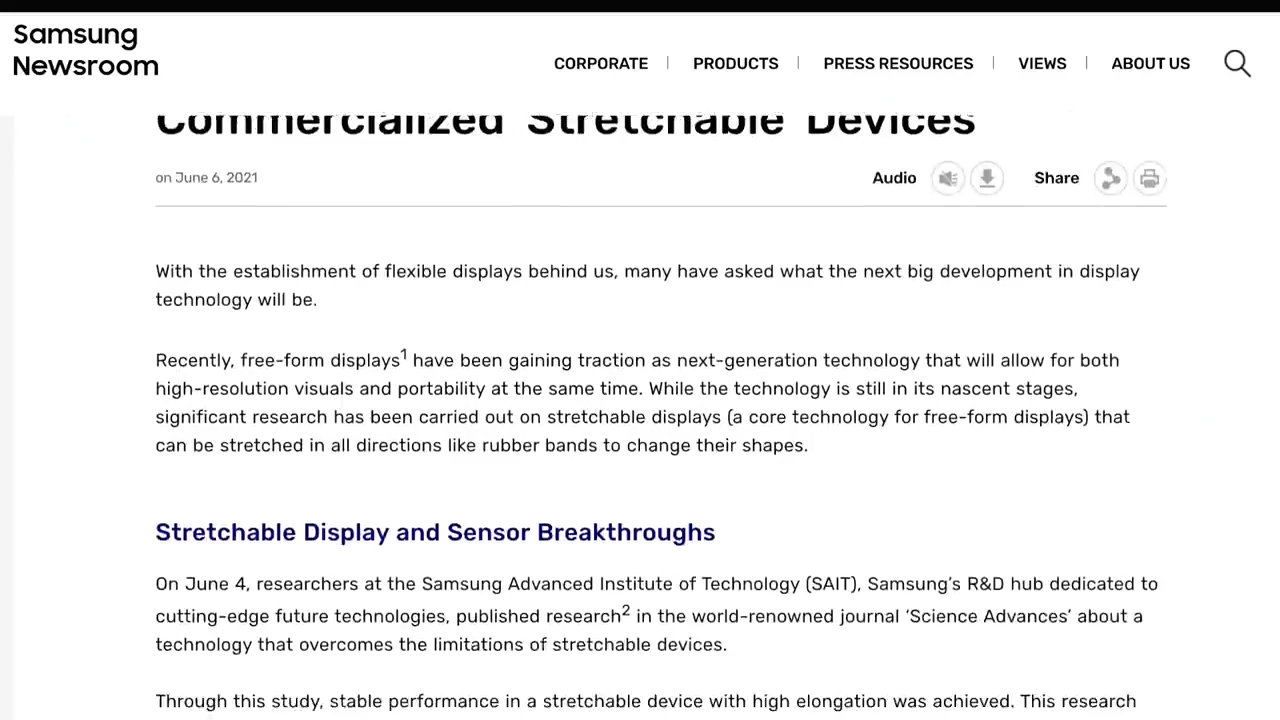 Samsung
Newsroom
CORPORATE | PRODUCTS | PRESS RESOURCES | VIEWS | ABOUT US
Commercialized Stretchable Devices
on June 6, 2021
Audio
Share
With the establishment of flexible displays behind us, many have asked what the next big development in display
technology will be.
Recently, free-form displays1 have been gaining traction as next-generation technology that will allow for both
high-resolution visuals and portability at the same time. While the technology is still in its nascent stages,
significant research has been carried out on stretchable displays (a core technology for free-form displays) that
can be stretched in all directions like rubber bands to change their shapes.
Stretchable Display and Sensor Breakthroughs
On June 4, researchers at the Samsung Advanced Institute of Technology (SAIT), Samsung’s R&D hub dedicated to
cutting-edge future technologies, published research2 in the world-renowned journal ‘Science Advances’ about a
technology that overcomes the limitations of stretchable devices.
Through this study, stable performance in a stretchable device with high elongation was achieved. This research